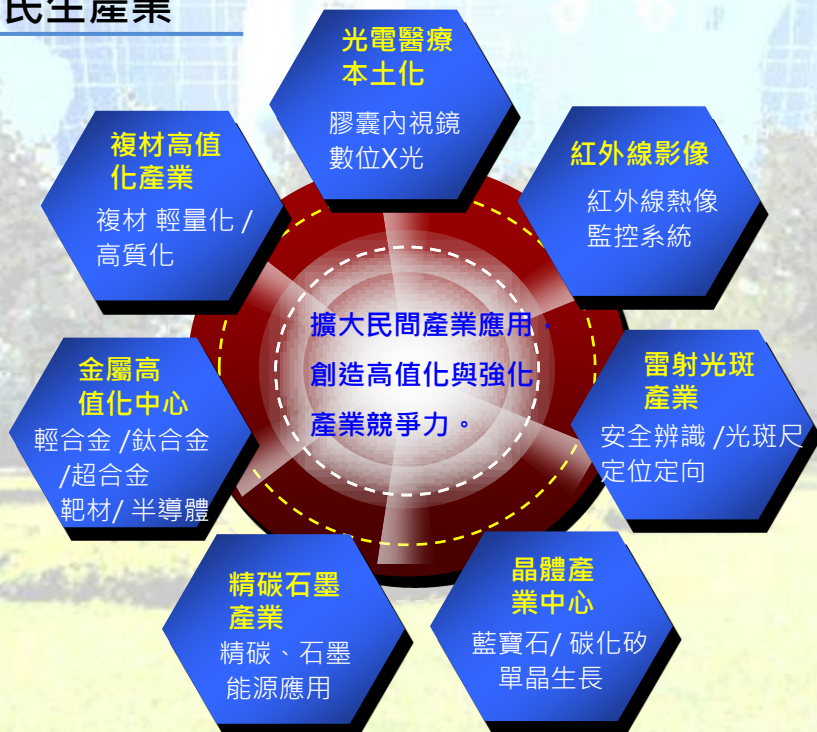 民生產業
光電醫療
本土化
膠囊內視鏡
數位X光
紅外線影像
紅外線熱像
監控系統
雷射光斑
產業
安全辨識 /光斑尺
定位定向
晶體產
業中心
藍寶石/ 碳化矽
單晶生長
精碳石墨
產業
精碳、石墨
能源應用
金屬高
值化中心
輕合金 /鈦合金
/超合金
靶材/ 半導體
複材高值
化產業
複材 輕量化 /
高質化
擴大民間產業應用，
創造高值化與強化
產業競爭力。